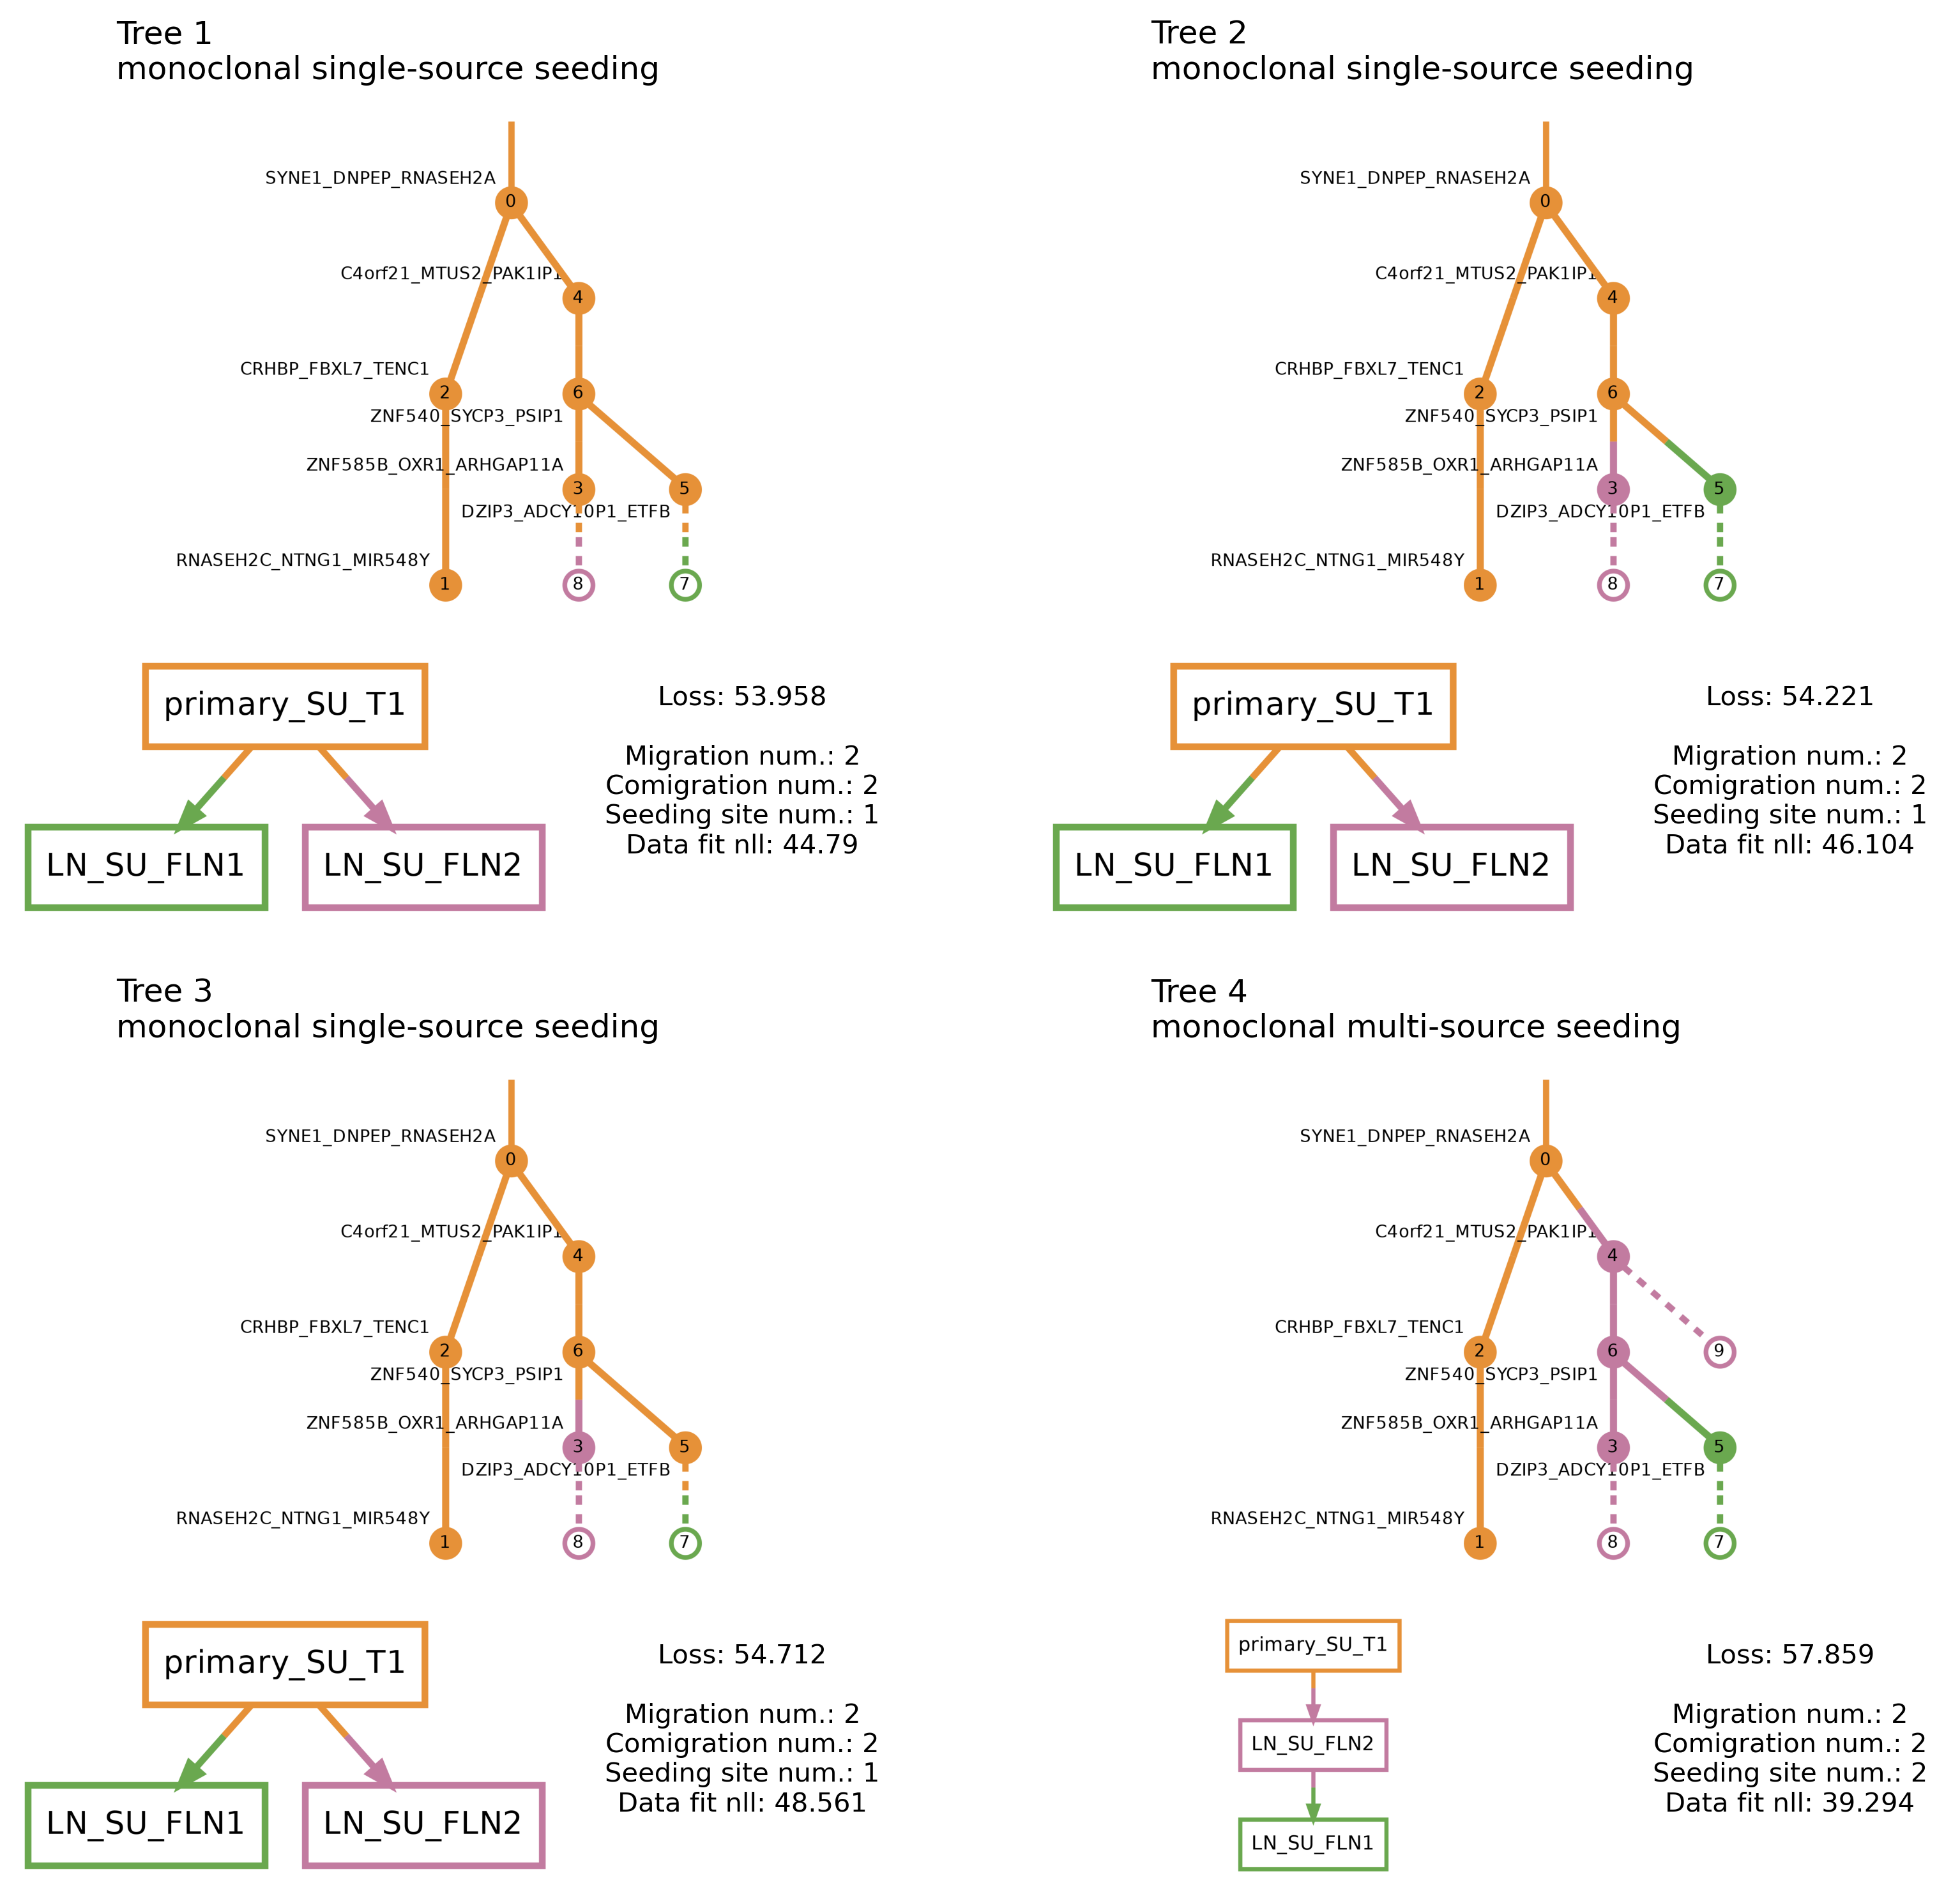 Tree 1
monoclonal single-source seeding
SYNE1_DNPEP_RNASEH2A
0
C4orf21_MTUS2_PAK1IP1
4
CRHBP_FBXL7_TENC1
2
6
ZNF540_SYCP3_PSIP1
ZNF585B_OXR1_ARHGAP11A
3
5
DZIP3_ADCY10P1_ETFB
RNASEH2C_NTNG1_MIR548Y
1
8
7
primary_SU_T1
LN_SU_FLN1
LN_SU_FLN2
Loss: 53.958
Migration num.: 2
Comigration num.: 2
Seeding site num.: 1
Data fit nll: 44.79
Tree 2
monoclonal single-source seeding
SYNE1_DNPEP_RNASEH2A
0
C4orf21_MTUS2_PAK1IP1
4
CRHBP_FBXL7_TENC1
2
6
ZNF540_SYCP3_PSIP1
ZNF585B_OXR1_ARHGAP11A
3
5
DZIP3_ADCY10P1_ETFB
RNASEH2C_NTNG1_MIR548Y
1
8
7
primary_SU_T1
LN_SU_FLN1
LN_SU_FLN2
Loss: 54.221
Migration num.: 2
Comigration num.: 2
Seeding site num.: 1
Data fit nll: 46.104
Tree 3
monoclonal single-source seeding
SYNE1_DNPEP_RNASEH2A
0
C4orf21_MTUS2_PAK1IP1
4
CRHBP_FBXL7_TENC1
2
6
ZNF540_SYCP3_PSIP1
ZNF585B_OXR1_ARHGAP11A
3
5
DZIP3_ADCY10P1_ETFB
RNASEH2C_NTNG1_MIR548Y
1
8
7
primary_SU_T1
LN_SU_FLN1
LN_SU_FLN2
Loss: 54.712
Migration num.: 2
Comigration num.: 2
Seeding site num.: 1
Data fit nll: 48.561
Tree 4
monoclonal multi-source seeding
SYNE1_DNPEP_RNASEH2A
0
C4orf21_MTUS2_PAK1IP1
4
CRHBP_FBXL7_TENC1
2
6
9
ZNF540_SYCP3_PSIP1
ZNF585B_OXR1_ARHGAP11A
3
5
DZIP3_ADCY10P1_ETFB
RNASEH2C_NTNG1_MIR548Y
1
8
7
primary_SU_T1
LN_SU_FLN2
LN_SU_FLN1
Loss: 57.859
Migration num.: 2
Comigration num.: 2
Seeding site num.: 2
Data fit nll: 39.294